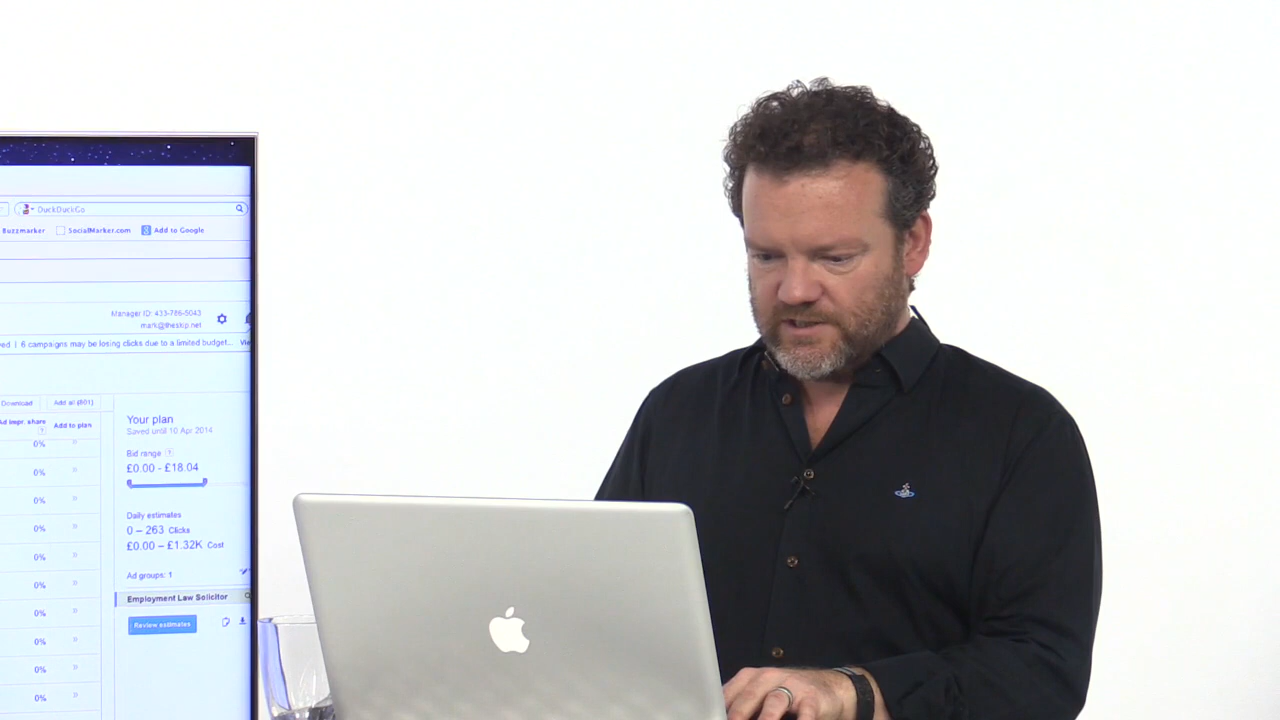 DuckDuckGo
Buzzmarker SocialMarker.com Add to Google
Manager ID: 433-786-5043
mark@theskip.net
6 campaigns may be losing clicks due to a limited budget...
Download Add all (801)
Ad impr. share
?
Add to plan
0%
0%
0%
0%
0%
0%
0%
0%
0%
0%
Your plan
Saved until 10 Apr 2014
Bid range ?
£0.00 - £18.04
Daily estimates
0 – 263 Clicks
£0.00 – £1.32K Cost
Ad groups: 1
Employment Law Solicitor
Review estimates